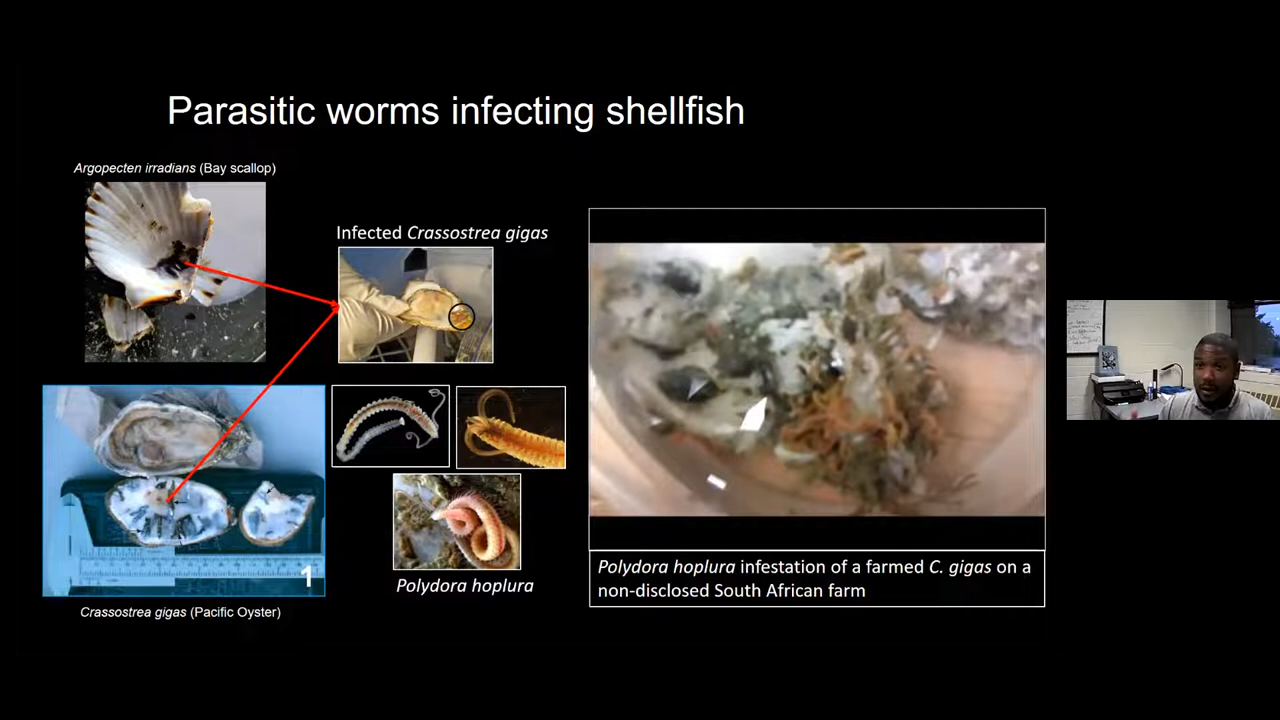 Parasitic worms infecting shellfish
Argopecten irradians (Bay scallop)
Infected Crassostrea gigas
Polydora hoplura
1
Crassostrea gigas (Pacific Oyster)
Polydora hoplura infestation of a farmed C. gigas on a
non-disclosed South African farm